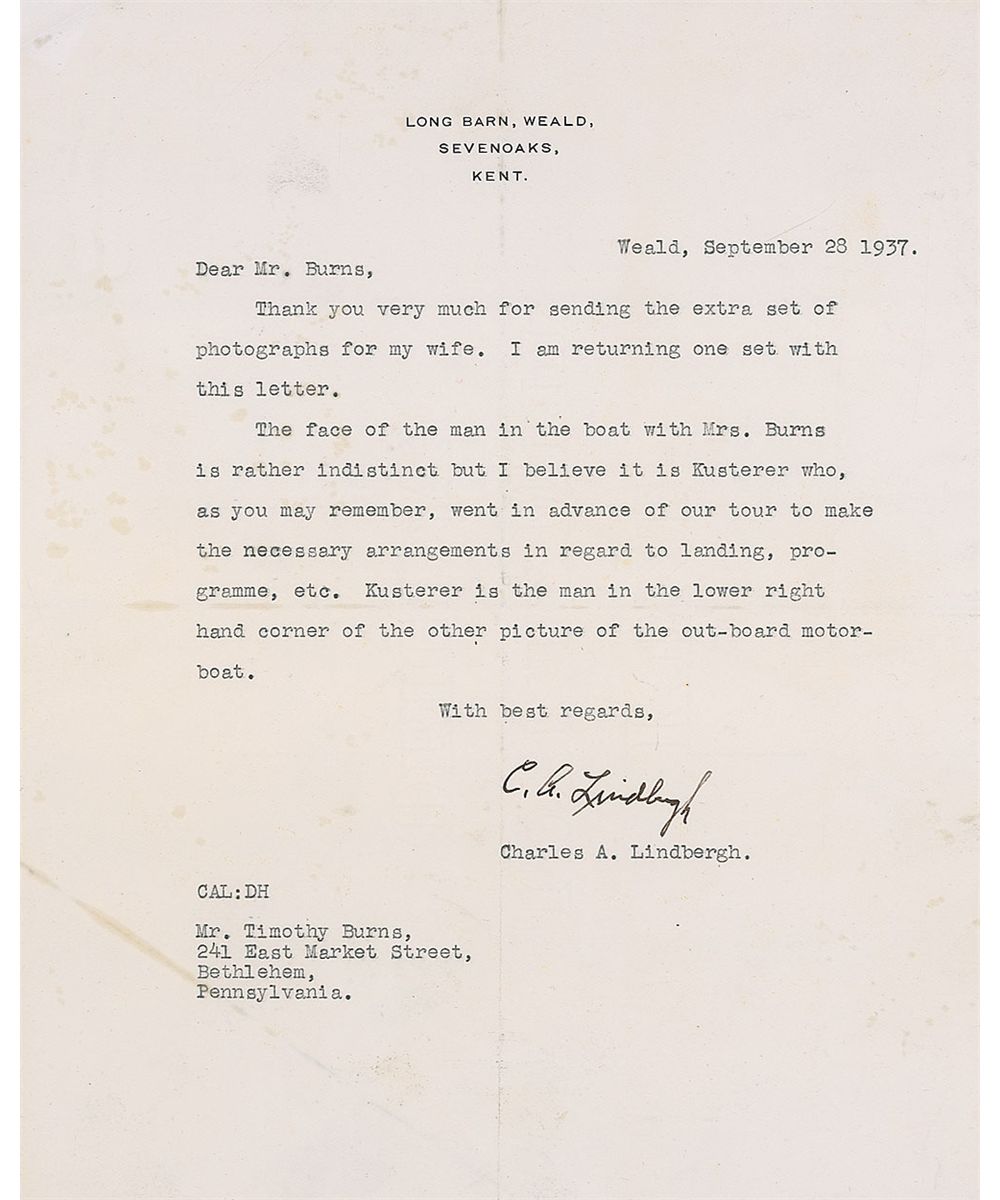 LONG BARN, WEALD,
SEVENOAKS,
KENT.
Weald, September 28 1937.
Dear Mr. Burns,
Thank you very much for sending the extra set of
photographs for my wife. I am returning one set with
this letter.
The face of the man in the boat with Mrs. Burns
is rather indistinct but I believe it is Kusterer who,
as you may remember, went in advance of our tour to make
the necessary arrangements in regard to landing, pro-
gramme, etc. Kusterer is the man in the lower right
hand corner of the other picture of the out-board motor-
boat.
With best regards,
C. A. Lindbergh
Charles A. Lindbergh.
CAL:DH
Mr. Timothy Burns,
241 East Market Street,
Bethlehem,
Pennsylvania.